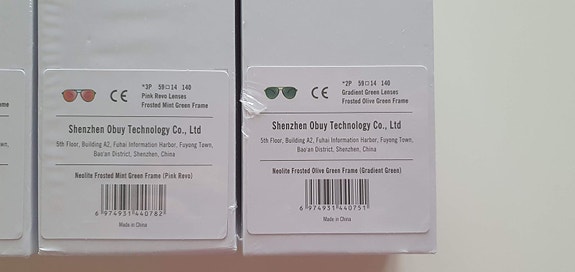 *3P 59□14 140
Pink Revo Lenses
Frosted Mint Green Frame
CE
Shenzhen Obuy Technology Co., Ltd
5th Floor, Building A2, Fuhai Information Harbor, Fuyong Town,
Bao'an District, Shenzhen, China
Neolite Frosted Mint Green Frame (Pink Revo)
6 974931 440782
Made in China
*2P 59□14 140
Gradient Green Lenses
Frosted Olive Green Frame
CE
Shenzhen Obuy Technology Co., Ltd
5th Floor, Building A2, Fuhai Information Harbor, Fuyong Town,
Bao'an District, Shenzhen, China
Neolite Frosted Olive Green Frame (Gradient Green)
6 974931 440751
Made in China